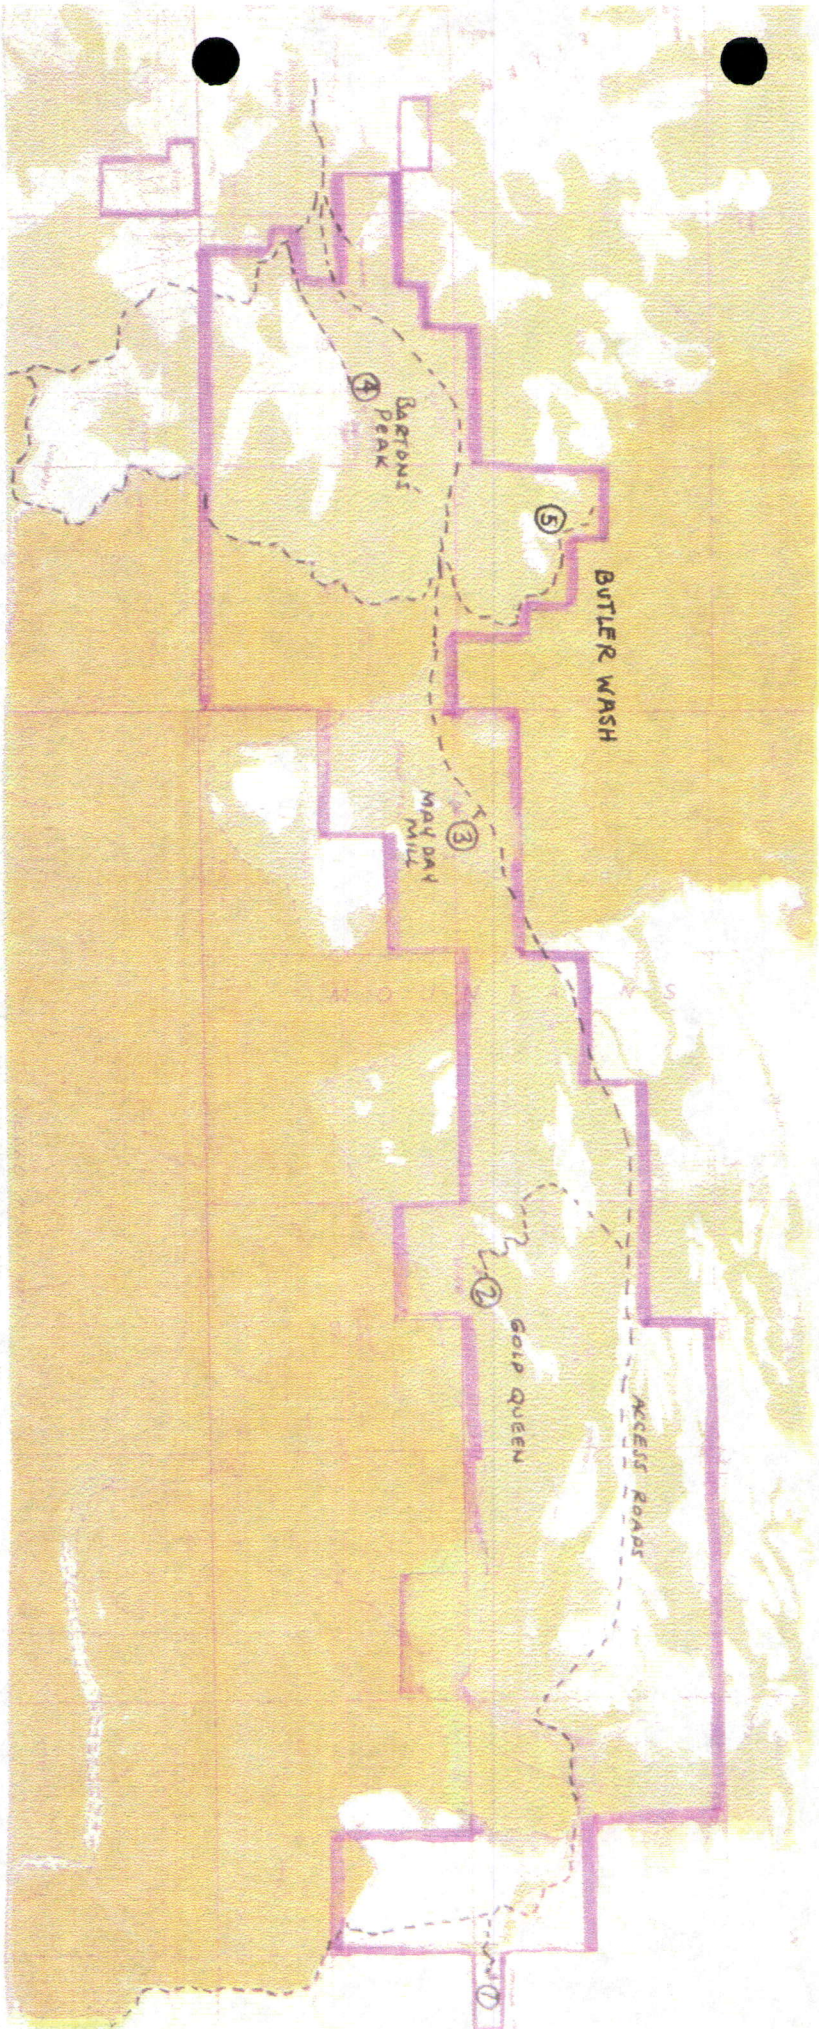 ④
BARTONS'
PEAK
⑤
BUTLER WASH
③
MAY DAY
MILL
M O U N T A I N S
②
GOLD QUEEN
ACCESS ROADS
①